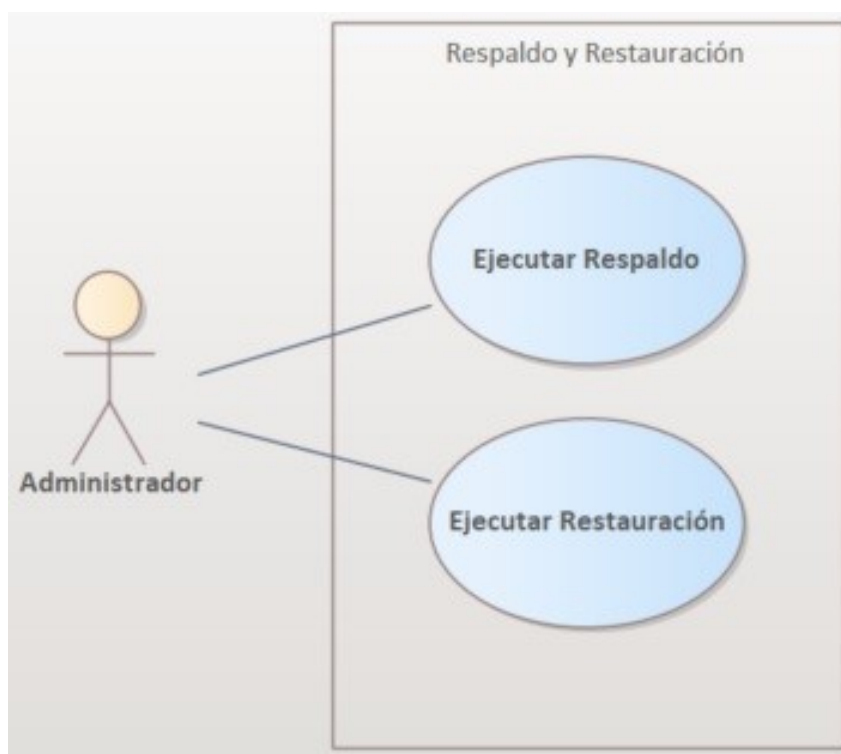 Respaldo y Restauración
Ejecutar Respaldo
Administrador
Ejecutar Restauración